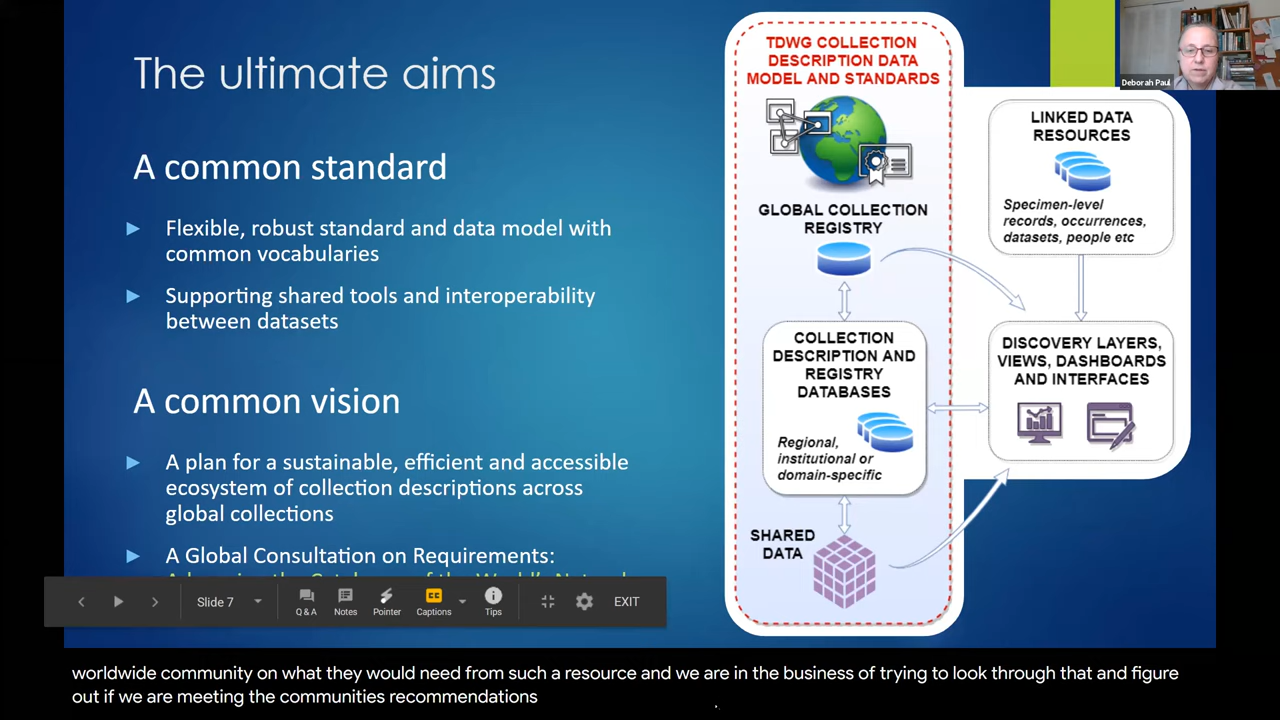 The ultimate aims
A common standard
Flexible, robust standard and data model with
common vocabularies
Supporting shared tools and interoperability
between datasets
A common vision
A plan for a sustainable, efficient and accessible
ecosystem of collection descriptions across
global collections
A Global Consultation on Requirements:
TDWG COLLECTION
DESCRIPTION DATA
MODEL AND STANDARDS
GLOBAL COLLECTION
REGISTRY
COLLECTION
DESCRIPTION AND
REGISTRY
DATABASES
Regional,
institutional or
domain-specific
SHARED
DATA
LINKED DATA
RESOURCES
Specimen-level
records, occurrences,
datasets, people etc
DISCOVERY LAYERS,
VIEWS, DASHBOARDS
AND INTERFACES
Deborah Paul
Slide 7
Q & A
Notes
Pointer
Captions
Tips
EXIT
worldwide community on what they would need from such a resource and we are in the business of trying to look through that and figure
out if we are meeting the communities recommendations